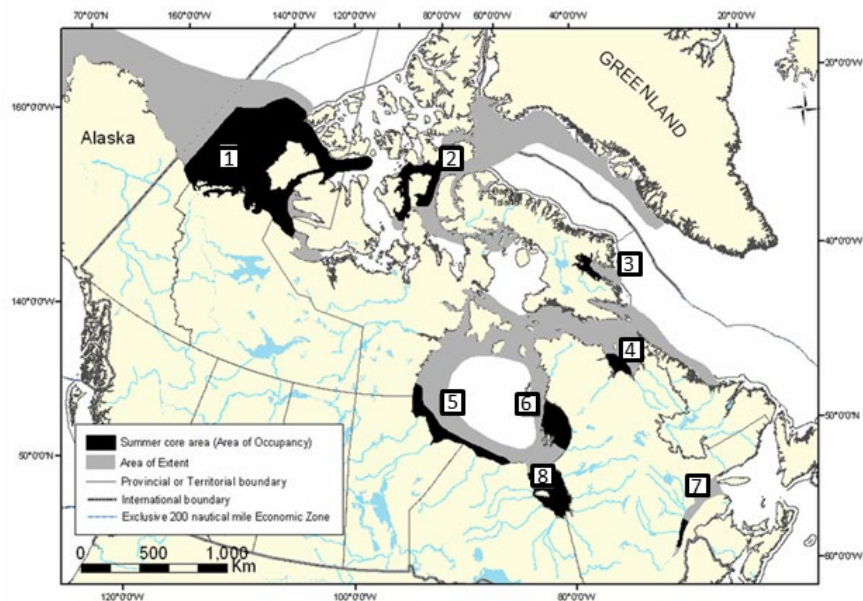 70°0'0"N 160°0'0"W 140°0'0"W 120°0'0"W 100°0'0"W 80°0'0"W 60°0'0"W 40°0'0"W 20°0'0"W
GREENLAND
20°0'0"W
160°0'0"W
Alaska
1
2
40°0'0"W
3
140°0'0"W
4
5
6
50°0'0"W
Summer core area (Area of Occupancy)
Area of Extent
Provincial or Territorial boundary
International boundary
Exclusive 200 nautical mile Economic Zone
50°0'0"W
8
7
0 500 1,000
Km
60°0'0"W
120°0'0"W 100°0'0"W 80°0'0"W